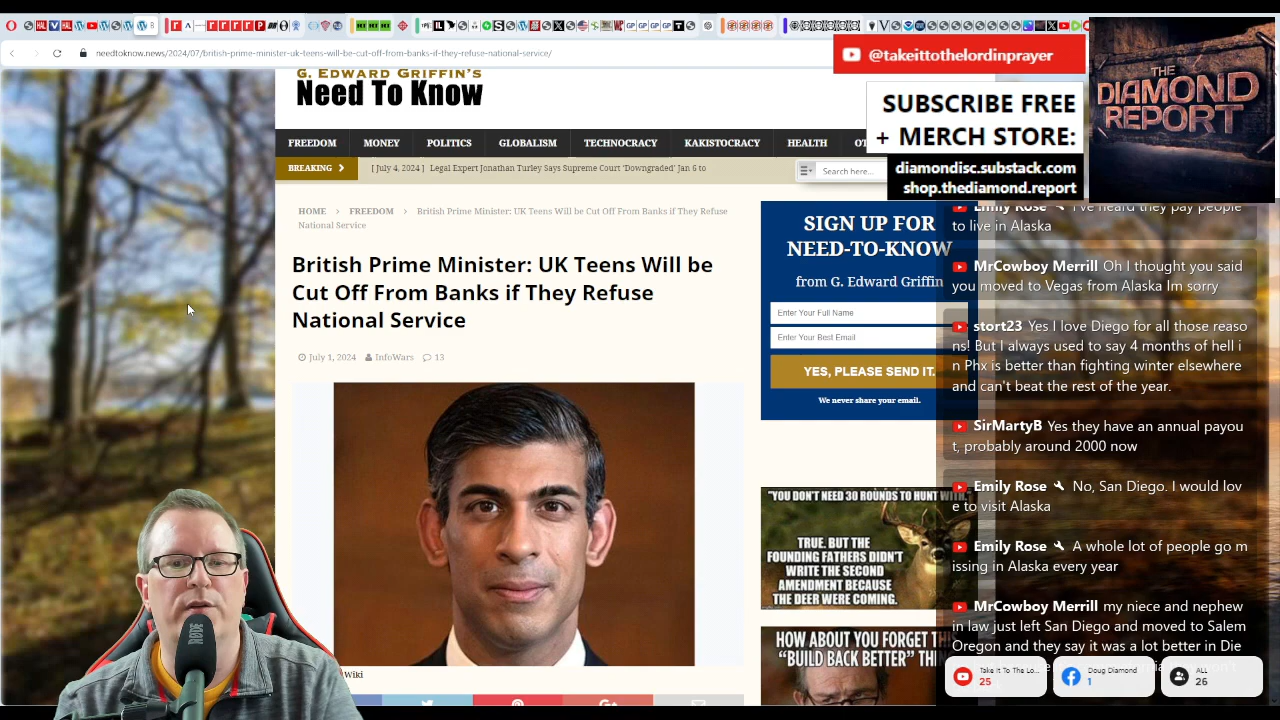 needtoknow.news/2024/07/british-prime-minister-uk-teens-will-be-cut-off-from-banks-if-they-refuse-national-service/
@takeittothelordinprayer
THE
DIAMOND
REPORT
SUBSCRIBE FREE
+ MERCH STORE:
diamondisc.substack.com
shop.thediamond.report
G. EDWARD GRIFFIN'S
Need To Know
FREEDOM MONEY POLITICS GLOBALISM TECHNOCRACY KAKISTOCRACY HEALTH
BREAKING
[ July 4, 2024 ] Legal Expert Jonathan Turley Says Supreme Court 'Downgraded' Jan 6 to
Search here...
HOME > FREEDOM > British Prime Minister: UK Teens Will be Cut Off From Banks if They Refuse
National Service
British Prime Minister: UK Teens Will be
Cut Off From Banks if They Refuse
National Service
July 1, 2024 InfoWars 13
Wiki
SIGN UP FOR
NEED-TO-KNOW
from G. Edward Griffin
Enter Your Full Name
Enter Your Best Email
YES, PLEASE SEND IT.
We never share your email.
"YOU DON'T NEED 30 ROUNDS TO HUNT WITH.
TRUE. BUT THE
FOUNDING FATHERS DIDN'T
WRITE THE SECOND
AMENDMENT BECAUSE
THE DEER WERE COMING.
HOW ABOUT YOU FORGET
"BUILD BACK BETTER"
Emily Rose I've heard they pay people
to live in Alaska
MrCowboy Merrill Oh I thought you said
you moved to Vegas from Alaska Im sorry
stort23 Yes I love Diego for all those reaso
ns! But I always used to say 4 months of hell i
n Phx is better than fighting winter elsewhere
and can't beat the rest of the year.
SirMartyB Yes they have an annual payou
t, probably around 2000 now
Emily Rose No, San Diego. I would lov
e to visit Alaska
Emily Rose A whole lot of people go m
issing in Alaska every year
MrCowboy Merrill my niece and nephew
in law just left San Diego and moved to Salem
Oregon and they say it was a lot better in Die
Take It To The Lo...
25
Doug Diamond
1
ALL
26